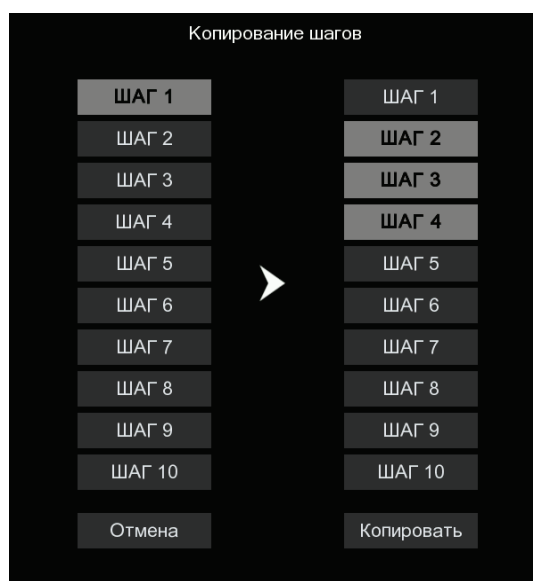 Копирование шагов
ШАГ 1 ШАГ 1
ШАГ 2 ШАГ 2
ШАГ 3 ШАГ 3
ШАГ 4 ШАГ 4
ШАГ 5 ШАГ 5
ШАГ 6 ШАГ 6
ШАГ 7 ШАГ 7
ШАГ 8 ШАГ 8
ШАГ 9 ШАГ 9
ШАГ 10 ШАГ 10
Отмена Копировать